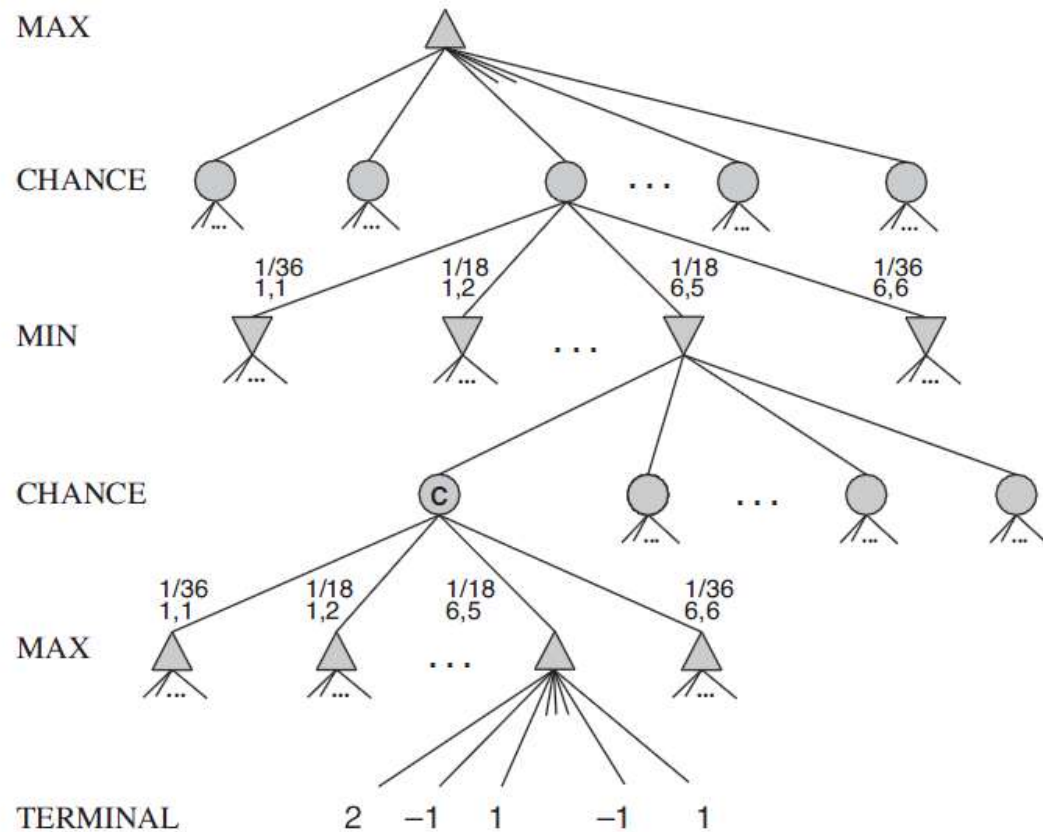 MAX
CHANCE
...
... ... ... ... ...
1/36 1/18 1/18 1/36
1,1 1,2 6,5 6,6
MIN
...
... ... ...
CHANCE C ...
... ... ...
1/36 1/18 1/18 1/36
1,1 1,2 6,5 6,6
MAX
...
... ... ...
TERMINAL 2 –1 1 –1 1